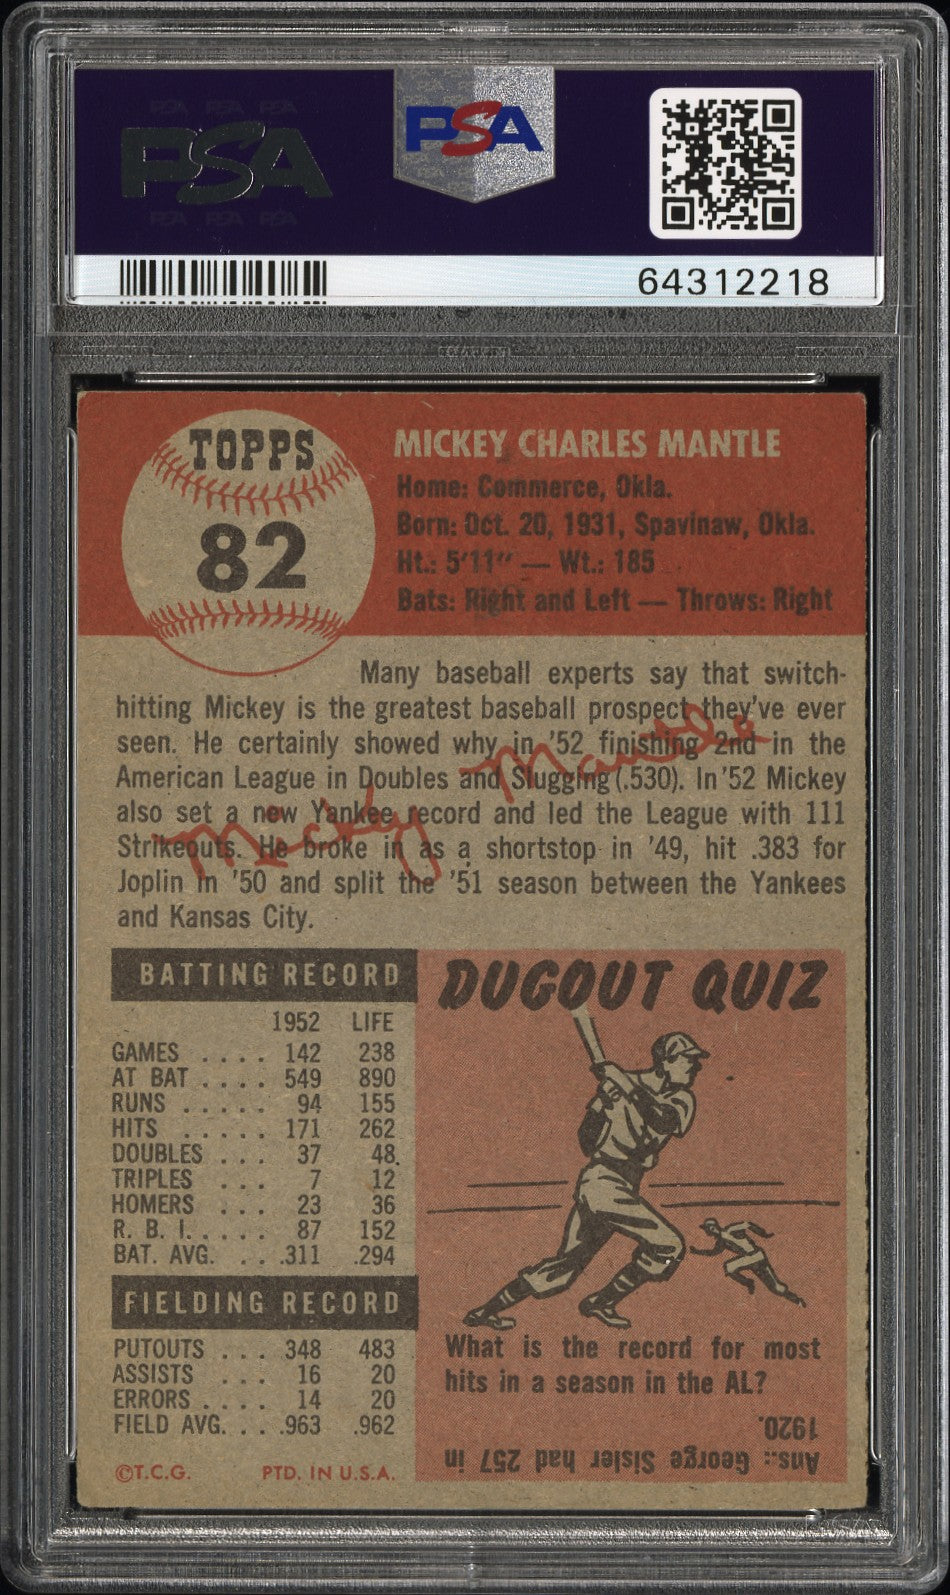 PSA PSA PSA
PSA
PSA PSA PSA
PSA
64312218
TOPPS
82
MICKEY CHARLES MANTLE
Home: Commerce, Okla.
Born: Oct. 20, 1931, Spavinaw, Okla.
Ht.: 5'11" — Wt.: 185
Bats: Right and Left — Throws: Right
Many baseball experts say that switch-
hitting Mickey is the greatest baseball prospect they've ever
seen. He certainly showed why in '52 finishing 2nd in the
American League in Doubles and Slugging (.530). In '52 Mickey
also set a new Yankee record and led the League with 111
Strikeouts. He broke in as a shortstop in '49, hit .383 for
Joplin in '50 and split the '51 season between the Yankees
and Kansas City.
Mickey Mantle
BATTING RECORD
1952 LIFE
GAMES .... 142 238
AT BAT .... 549 890
RUNS ..... 94 155
HITS ..... 171 262
DOUBLES ... 37 48
TRIPLES ... 7 12
HOMERS ... 23 36
R. B. I...... 87 152
BAT. AVG. .. .311 .294
FIELDING RECORD
PUTOUTS ... 348 483
ASSISTS ... 16 20
ERRORS .... 14 20
FIELD AVG. .. .963 .962
©T.C.G. PTD. IN U.S.A.
DUGOUT QUIZ
What is the record for most
hits in a season in the AL?
Ans.: George Sisler had 257 in
1920.